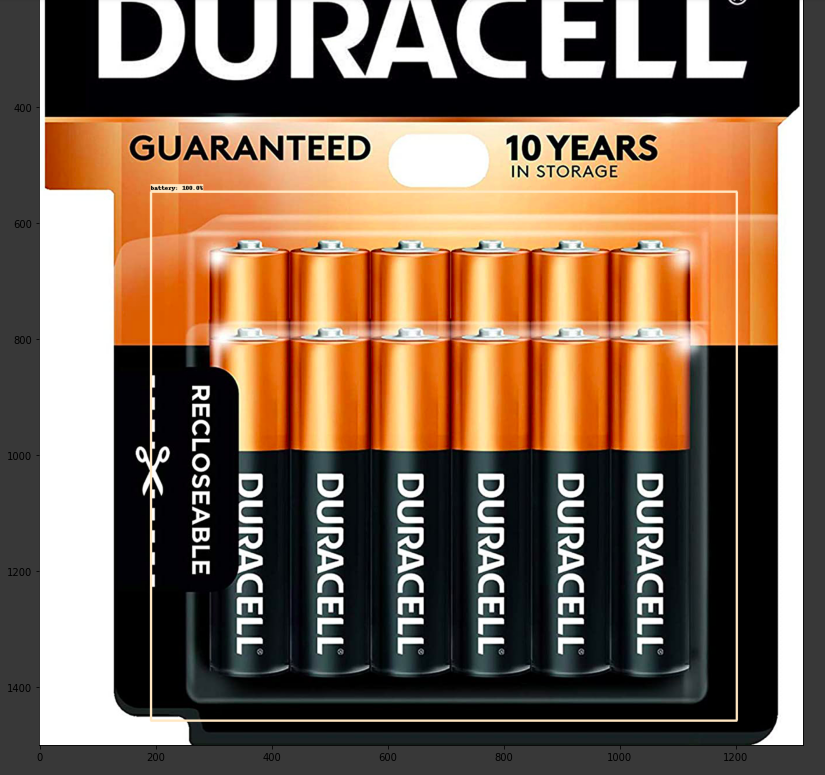 DURACELL
®
400
GUARANTEED
10 YEARS
IN STORAGE
battery: 100.0%
600
800
RECLOSEABLE
1000
DURACELL®
DURACELL®
DURACELL®
DURACELL®
DURACELL®
DURACELL®
1200
1400
0
200
400
600
800
1000
1200